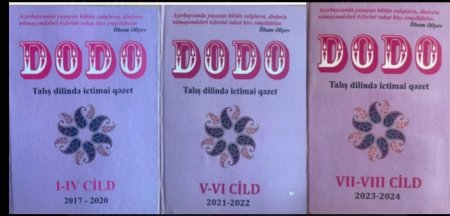 Azərbaycanda yaşayan bütün xalqların, dinlərin
nümayəndələri özlərini rahat hiss etməlidirlər.
İlham Əliyev
DODO
Talış dilində ictimai qəzet
I-IV CİLD
2017 - 2020
Azərbaycanda yaşayan bütün xalqların, dinlərin
nümayəndələri özlərini rahat hiss etməlidirlər.
İlham Əliyev
DODO
Talış dilində ictimai qəzet
V-VI CİLD
2021-2022
Azərbaycanda yaşayan bütün xalqların, dinlərin
nümayəndələri özlərini rahat hiss etməlidirlər.
İlham Əliyev
DODO
Talış dilində ictimai qəzet
VII-VIII CİLD
2023-2024